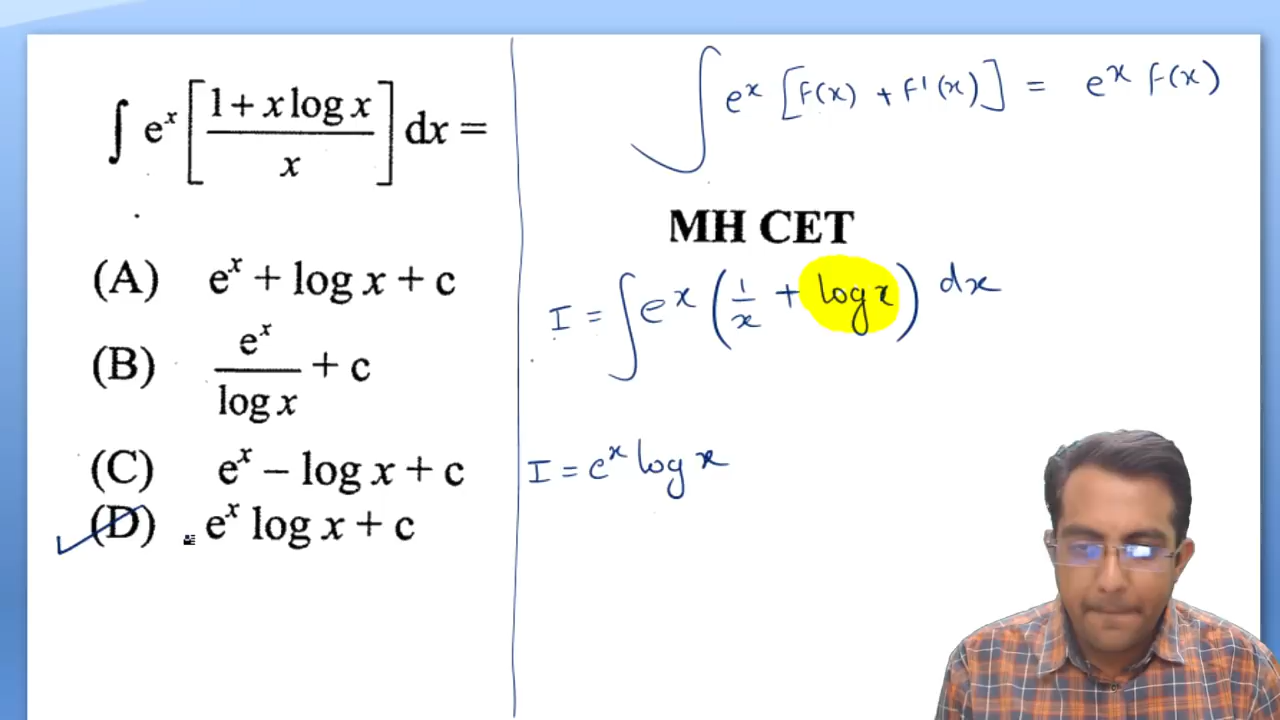 ∫ eˣ [ (1 + x log x) / x ] dx =
(A) eˣ + log x + c
(B) eˣ / log x + c
(C) eˣ – log x + c
(D) eˣ log x + c
∫ eˣ [f(x) + f'(x)] = eˣ f(x)
MH CET
I = ∫ eˣ (1/x + log x) dx
I = eˣ log x